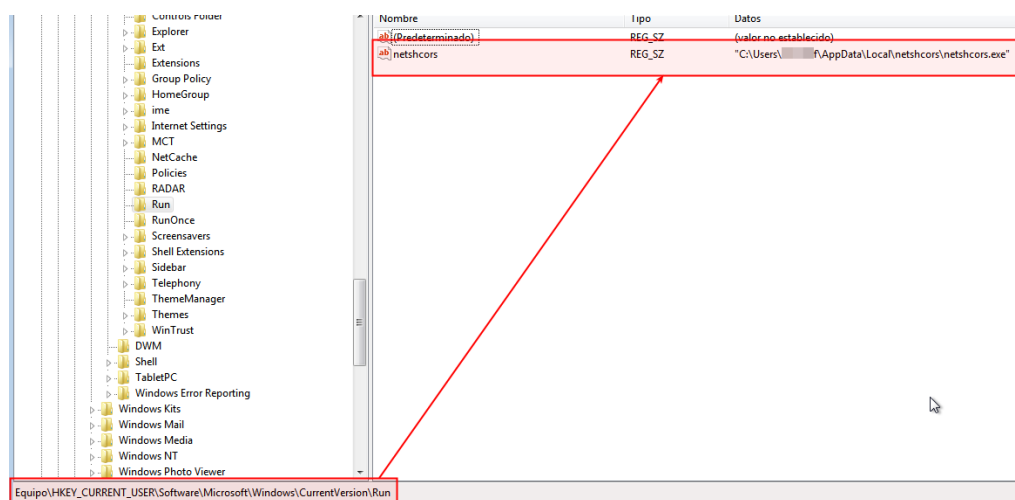 Nombre Tipo Datos
(Predeterminado) REG_SZ (valor no establecido)
netshcors REG_SZ "C:\Users\ f\AppData\Local\netshcors\netshcors.exe"
Controls Folder
Explorer
Ext
Extensions
Group Policy
HomeGroup
ime
Internet Settings
MCT
NetCache
Policies
RADAR
Run
RunOnce
Screensavers
Shell Extensions
Sidebar
Telephony
ThemeManager
Themes
WinTrust
DWM
Shell
TabletPC
Windows Error Reporting
Windows Kits
Windows Mail
Windows Media
Windows NT
Windows Photo Viewer
Equipo\HKEY_CURRENT_USER\Software\Microsoft\Windows\CurrentVersion\Run